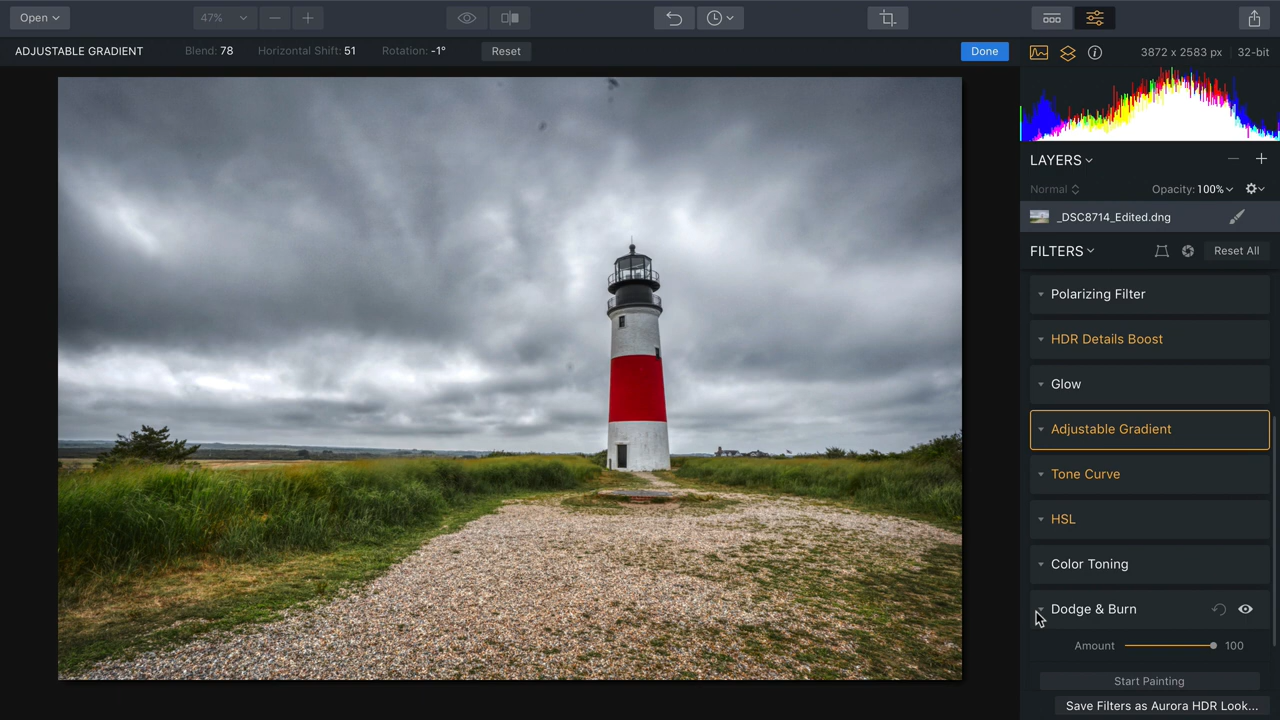 Open
47%
ADJUSTABLE GRADIENT Blend: 78 Horizontal Shift: 51 Rotation: -1° Reset Done
3872 x 2583 px 32-bit
LAYERS
Normal Opacity: 100%
_DSC8714_Edited.dng
FILTERS Reset All
Polarizing Filter
HDR Details Boost
Glow
Adjustable Gradient
Tone Curve
HSL
Color Toning
Dodge & Burn
Amount 100
Start Painting
Save Filters as Aurora HDR Look...